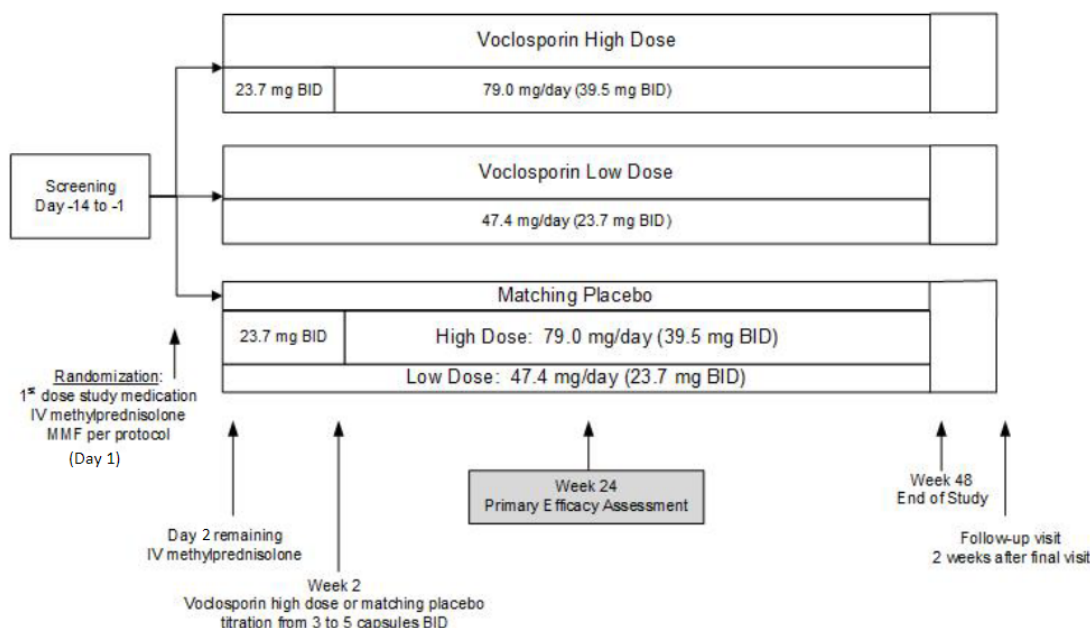 Voclosporin High Dose
23.7 mg BID
79.0 mg/day (39.5 mg BID)
Screening
Day -14 to -1
Voclosporin Low Dose
47.4 mg/day (23.7 mg BID)
Matching Placebo
23.7 mg BID
High Dose: 79.0 mg/day (39.5 mg BID)
Low Dose: 47.4 mg/day (23.7 mg BID)
Randomization:
1st dose study medication
IV methylprednisolone
MMF per protocol
(Day 1)
Day 2 remaining
IV methylprednisolone
Week 2
Voclosporin high dose or matching placebo
titration from 3 to 5 capsules BID
Week 24
Primary Efficacy Assessment
Week 48
End of Study
Follow-up visit
2 weeks after final visit